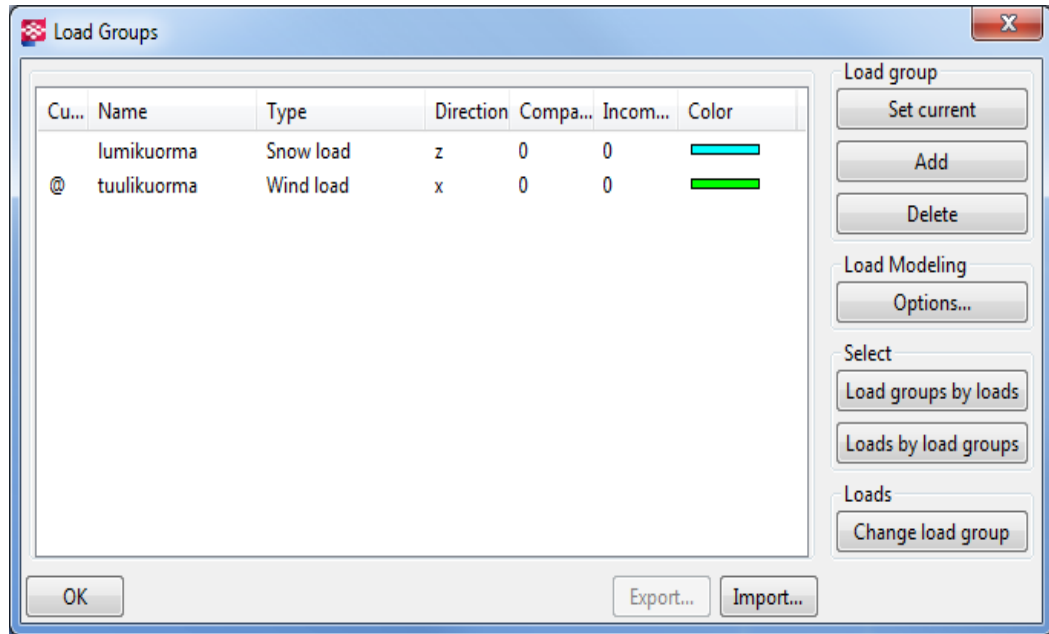 Load Groups
X
Load group
Cu... Name Type Direction Compa... Incom... Color
Set current
lumikuorma Snow load z 0 0
Add
@ tuulikuorma Wind load x 0 0
Delete
Load Modeling
Options...
Select
Load groups by loads
Loads by load groups
Loads
Change load group
OK Export... Import...